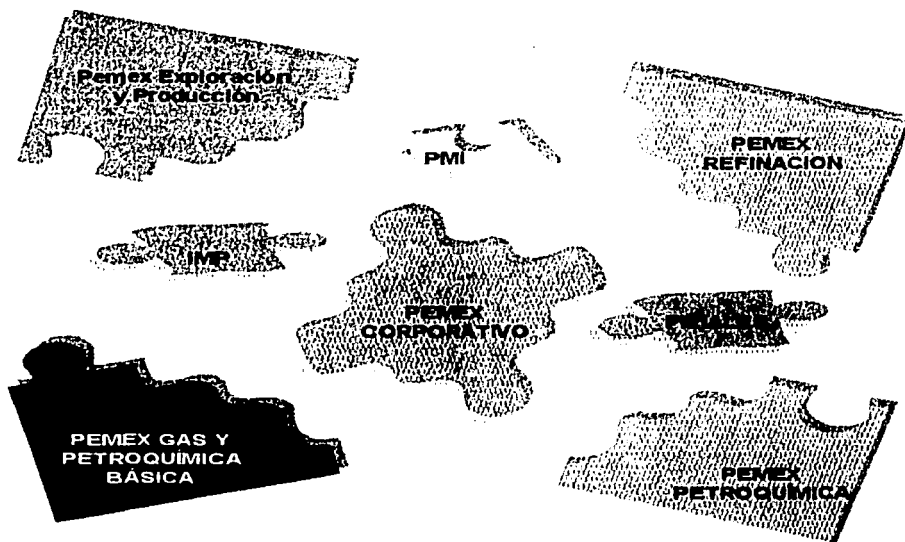 Pemex Exploración
y Producción
PMI
PEMEX
REFINACION
IMP
PEMEX
CORPORATIVO
PEMEX GAS Y
PETROQUÍMICA
BÁSICA
PEMEX
PETROQUÍMICA